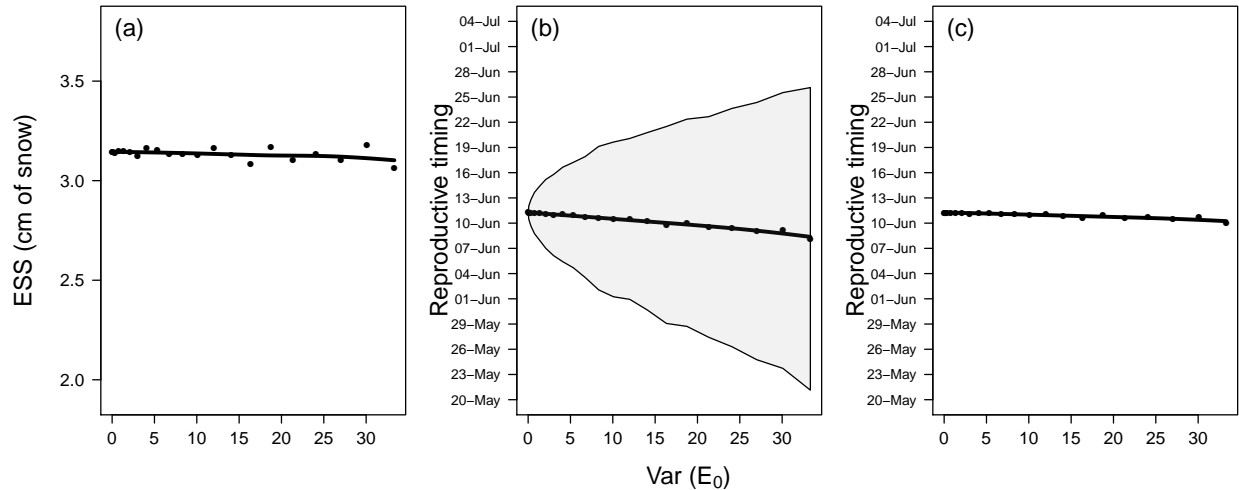 (a)
ESS (cm of snow)
3.5
3.0
2.5
2.0
0 5 10 15 20 25 30
(b)
Reproductive timing
04–Jul
01–Jul
28–Jun
25–Jun
22–Jun
19–Jun
16–Jun
13–Jun
10–Jun
07–Jun
04–Jun
01–Jun
29–May
26–May
23–May
20–May
0 5 10 15 20 25 30
Var (E₀)
(c)
Reproductive timing
04–Jul
01–Jul
28–Jun
25–Jun
22–Jun
19–Jun
16–Jun
13–Jun
10–Jun
07–Jun
04–Jun
01–Jun
29–May
26–May
23–May
20–May
0 5 10 15 20 25 30